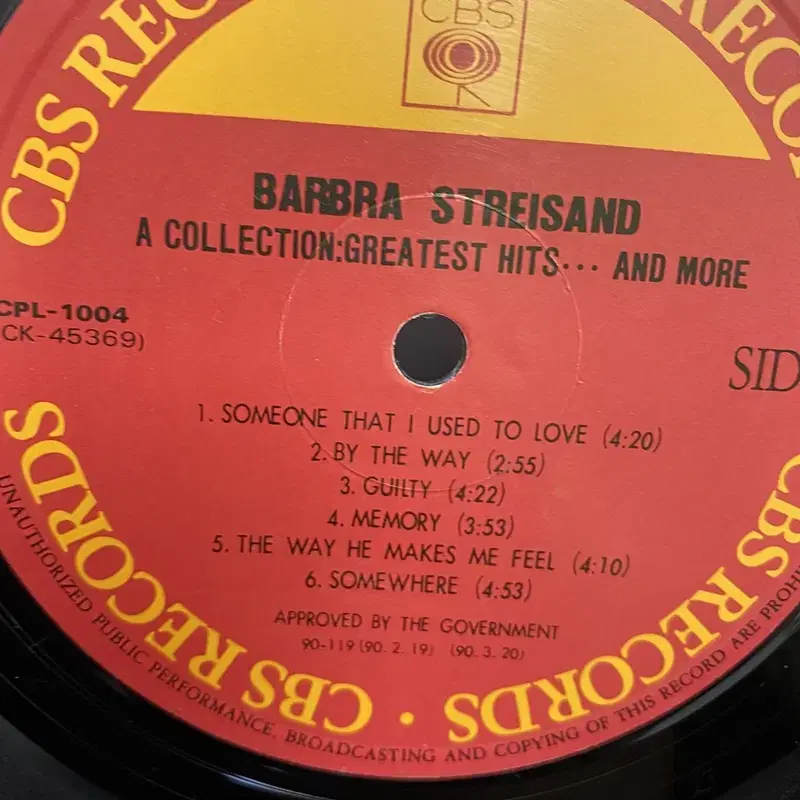 CBS REC
RECO
CBS
BARBRA STREISAND
A COLLECTION:GREATEST HITS... AND MORE
CPL-1004
CK-45369)
SID
1. SOMEONE THAT I USED TO LOVE (4:20)
2. BY THE WAY (2:55)
3. GUILTY (4:22)
4. MEMORY (3:53)
5. THE WAY HE MAKES ME FEEL (4:10)
6. SOMEWHERE (4:53)
APPROVED BY THE GOVERNMENT
90-119 (90. 2. 19) (90. 3. 20)
CBS RECORDS
CBS RECORDS • CBS RECORDS
UNAUTHORIZED PUBLIC PERFORMANCE, BROADCASTING AND COPYING OF THIS RECORD ARE PROHI